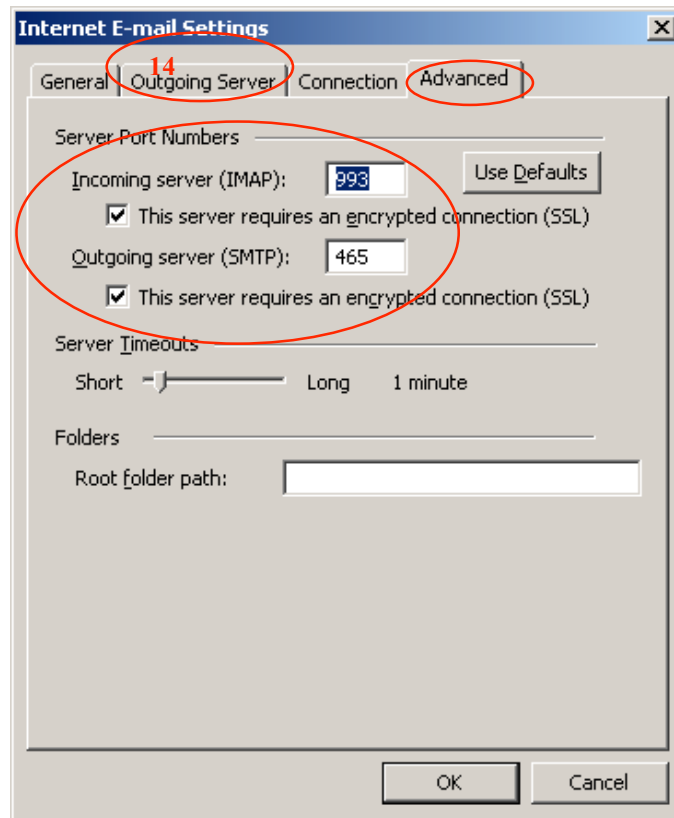 Internet E-mail Settings
14
General Outgoing Server Connection Advanced
Server Port Numbers
Incoming server (IMAP): 993 Use Defaults
This server requires an encrypted connection (SSL)
Outgoing server (SMTP): 465
This server requires an encrypted connection (SSL)
Server Timeouts
Short Long 1 minute
Folders
Root folder path:
OK Cancel